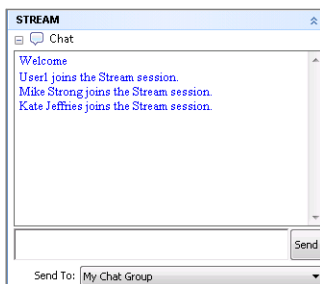 STREAM
Chat
Welcome
User1 joins the Stream session.
Mike Strong joins the Stream session.
Kate Jeffries joins the Stream session.
Send
Send To: My Chat Group